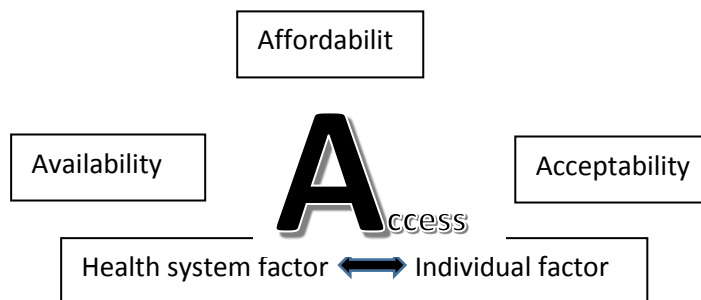 Affordabilit
Availability
Access
Acceptability
Health system factor Individual factor